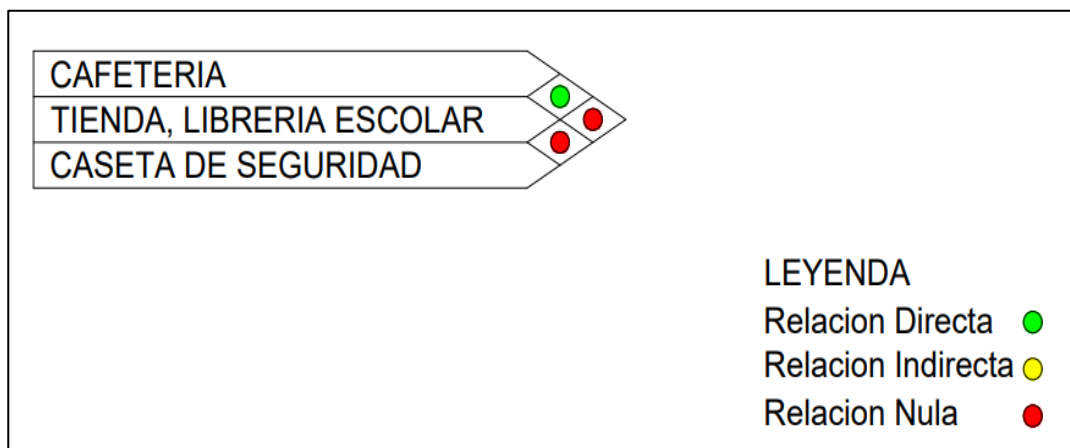 CAFETERIA
TIENDA, LIBRERIA ESCOLAR
CASETA DE SEGURIDAD
LEYENDA
Relacion Directa
Relacion Indirecta
Relacion Nula